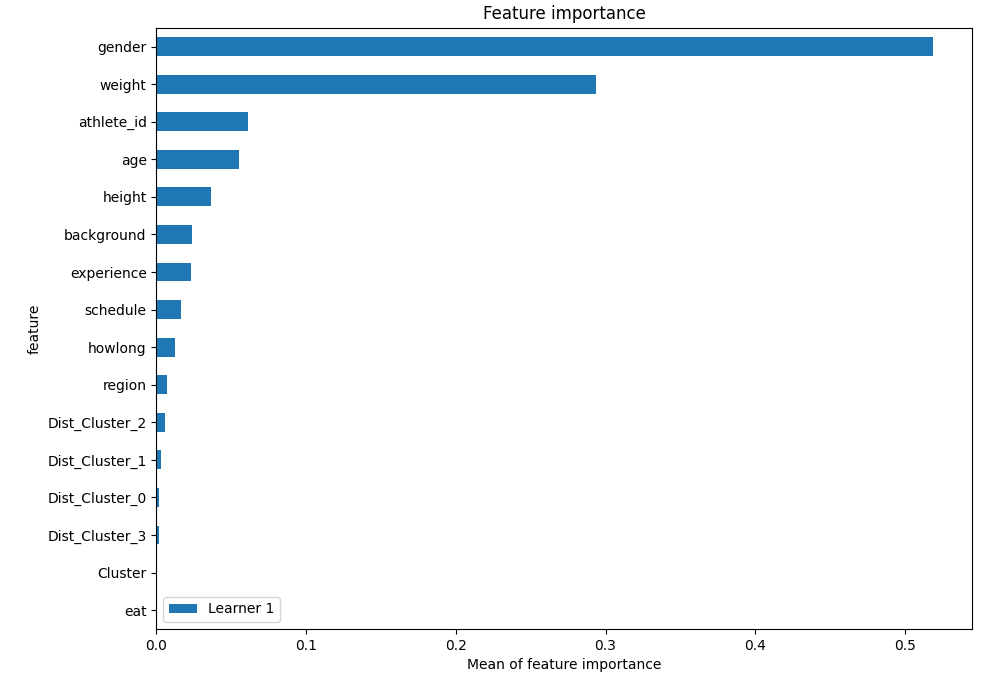 Feature importance
gender
weight
athlete_id
age
height
background
experience
schedule
howlong
region
Dist_Cluster_2
Dist_Cluster_1
Dist_Cluster_0
Dist_Cluster_3
Cluster
eat
feature
Learner 1
0.0 0.1 0.2 0.3 0.4 0.5
Mean of feature importance